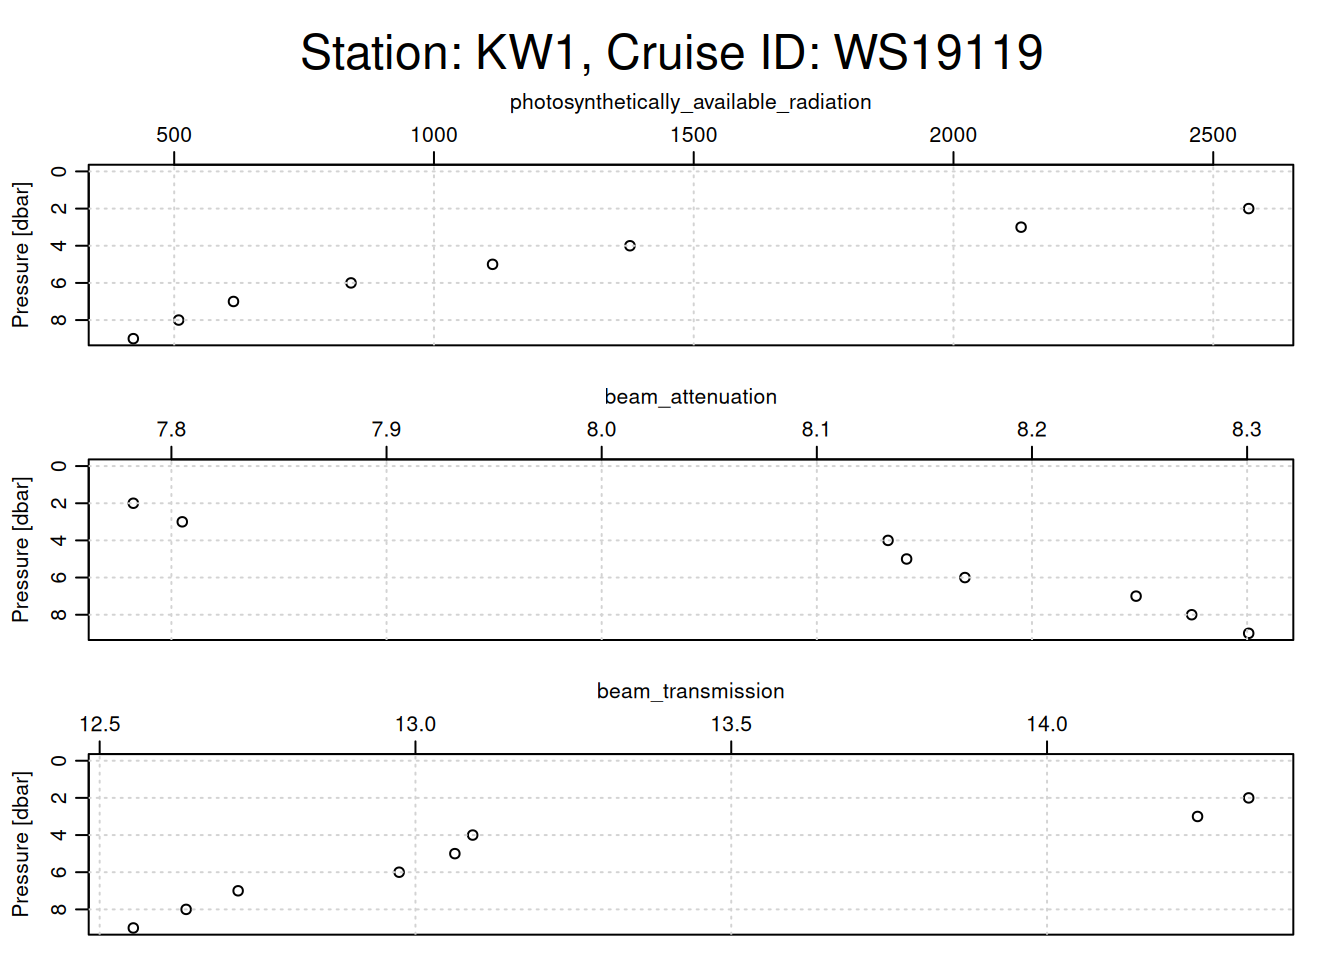 Station: KW1, Cruise ID: WS19119
photosynthetically_available_radiation
500 1000 1500 2000 2500
Pressure [dbar]
0
2
4
6
8
beam_attenuation
7.8 7.9 8.0 8.1 8.2 8.3
Pressure [dbar]
0
2
4
6
8
beam_transmission
12.5 13.0 13.5 14.0
Pressure [dbar]
0
2
4
6
8